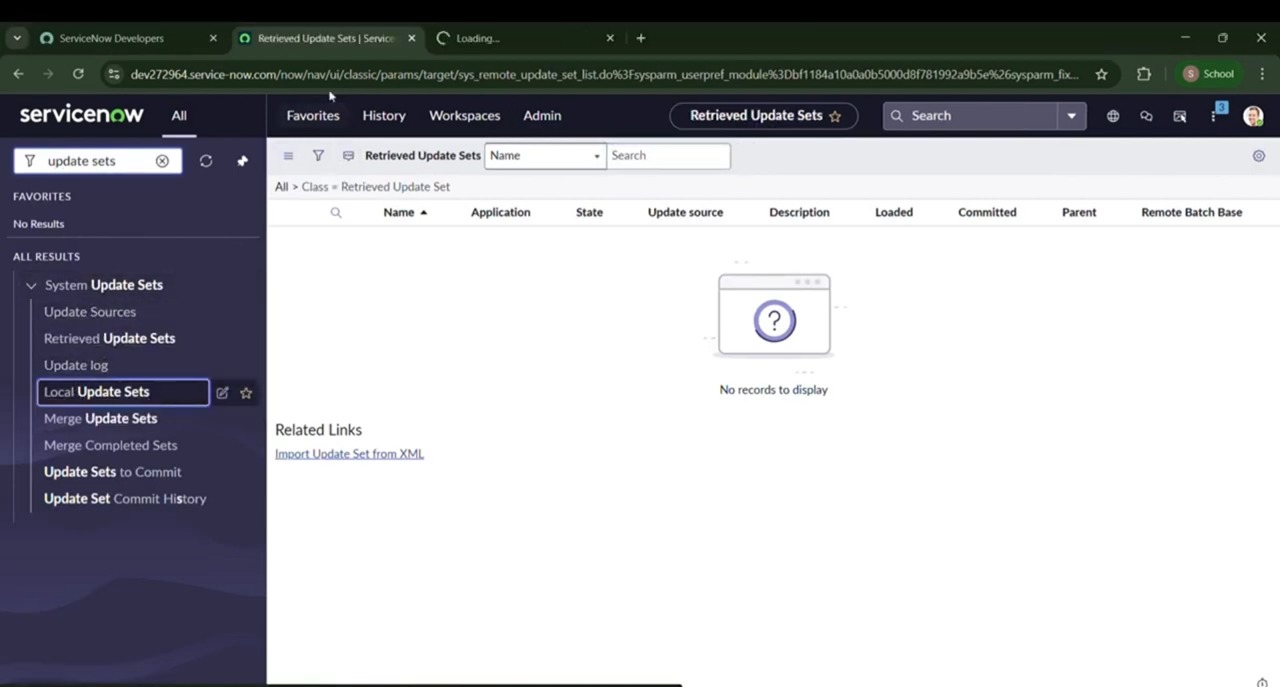 ServiceNow Developers
Retrieved Update Sets | Service
Loading...
dev272964.service-now.com/now/nav/ui/classic/params/target/sys_remote_update_set_list.do%3Fsysparm_userpref_module%3Dbf1184a10a0a0b5000d8f781992a9b5e%26sysparm_fix...
S School
servicenow
All
Favorites
History
Workspaces
Admin
Retrieved Update Sets
Search
3
update sets
Retrieved Update Sets
Name
Search
FAVORITES
All > Class = Retrieved Update Set
No Results
Name
Application
State
Update source
Description
Loaded
Committed
Parent
Remote Batch Base
ALL RESULTS
System Update Sets
Update Sources
Retrieved Update Sets
Update log
Local Update Sets
Merge Update Sets
Merge Completed Sets
Update Sets to Commit
Update Set Commit History
?
No records to display
Related Links
Import Update Set from XML